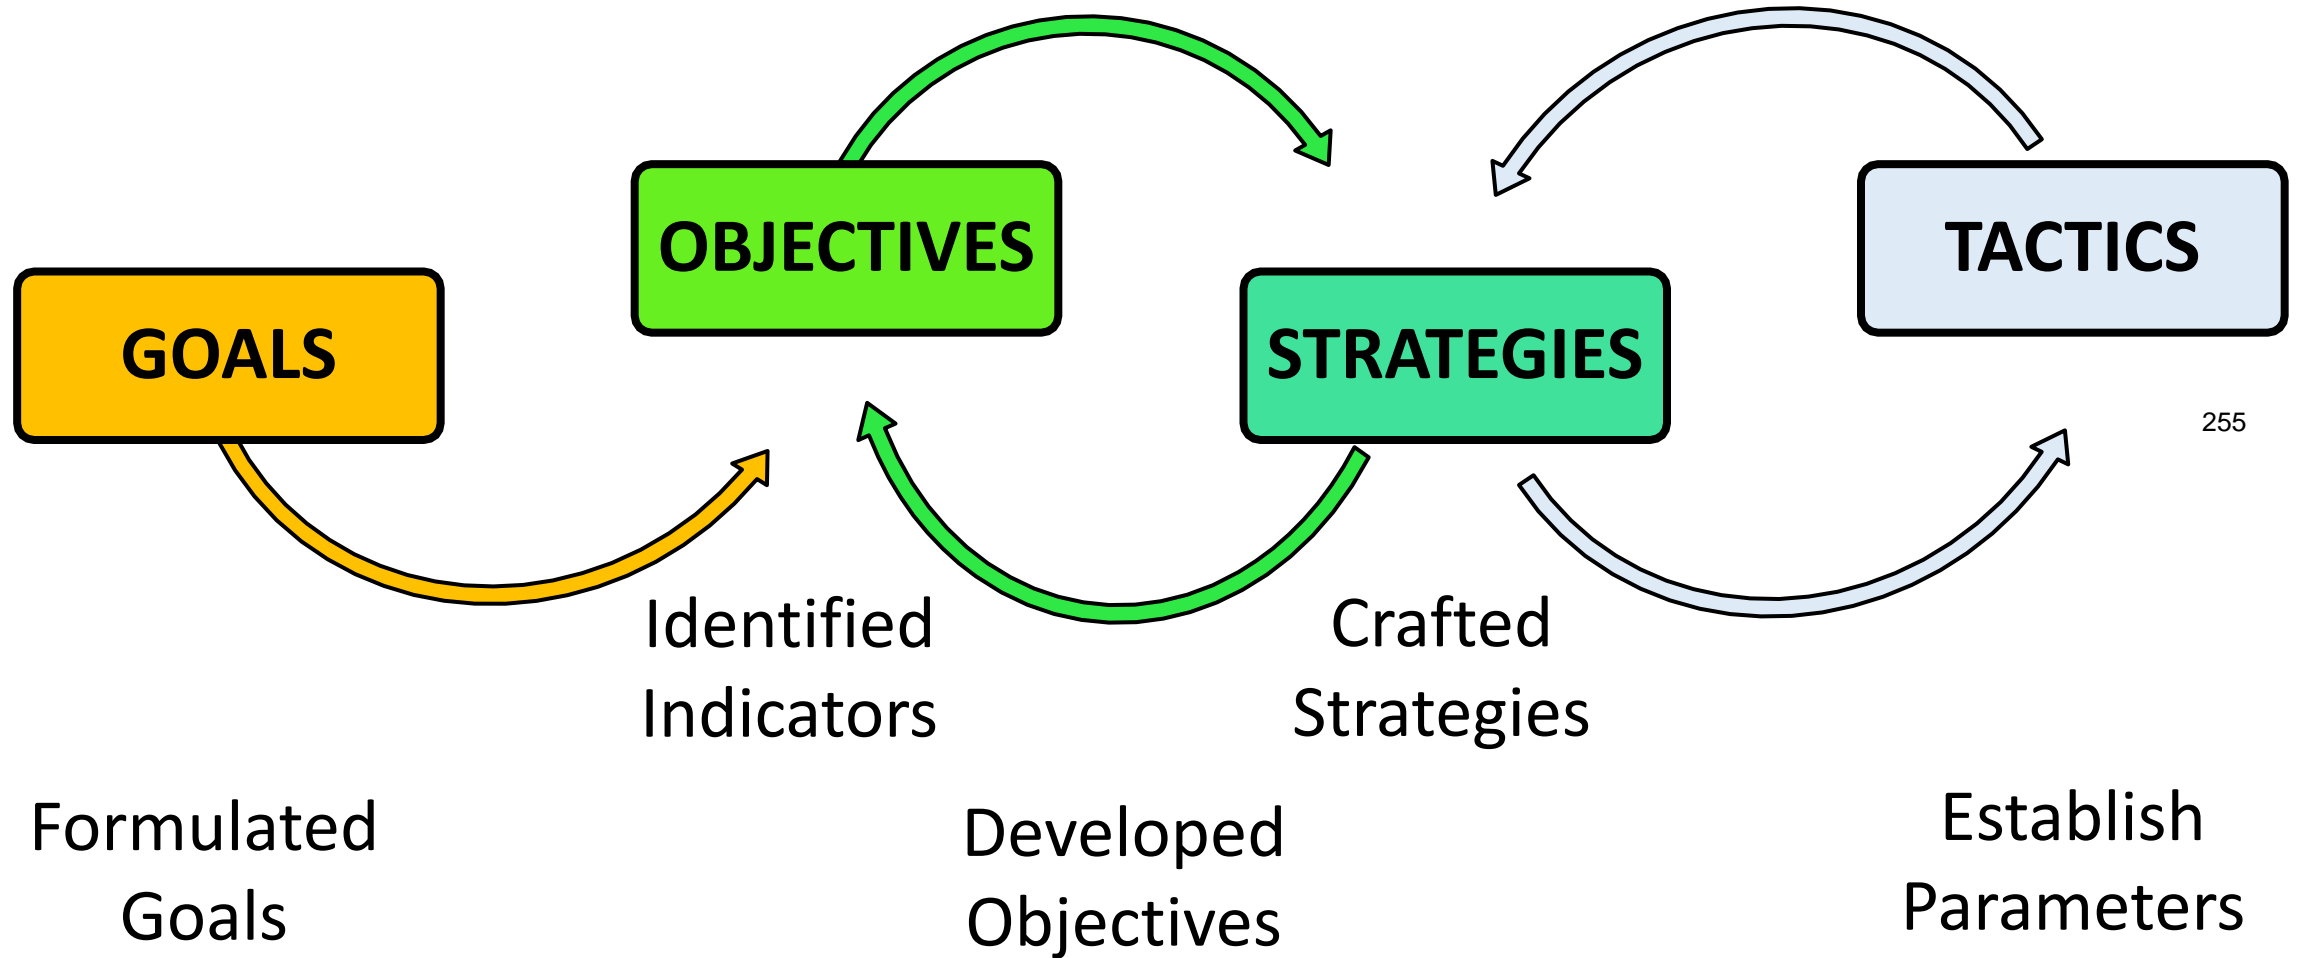 OBJECTIVES
TACTICS
GOALS
STRATEGIES
255
Identified
Indicators
Crafted
Strategies
Formulated
Goals
Developed
Objectives
Establish
Parameters